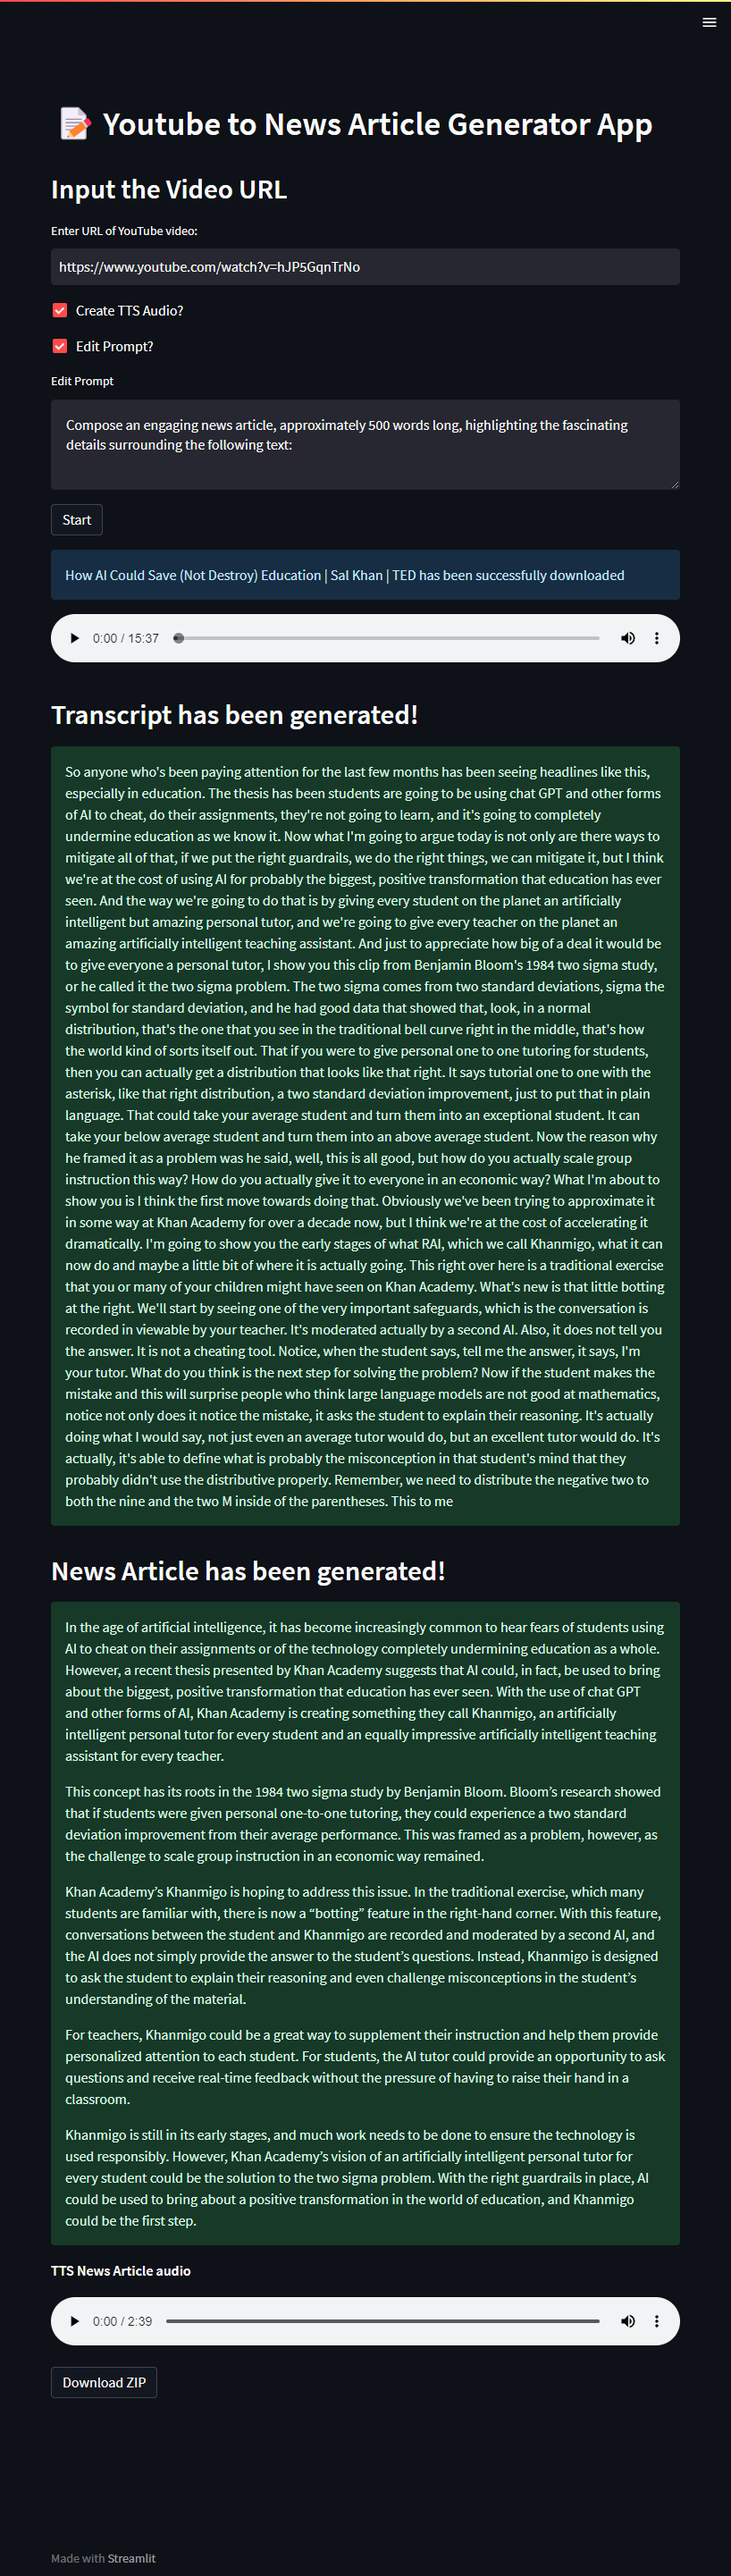 Youtube to News Article Generator App
Input the Video URL
Enter URL of YouTube video:
https://www.youtube.com/watch?v=hJP5GqnTrNo
Create TTS Audio?
Edit Prompt?
Edit Prompt
Compose an engaging news article, approximately 500 words long, highlighting the fascinating
details surrounding the following text:
Start
How AI Could Save (Not Destroy) Education | Sal Khan | TED has been successfully downloaded
0:00 / 15:37
Transcript has been generated!
So anyone who's been paying attention for the last few months has been seeing headlines like this,
especially in education. The thesis has been students are going to be using chat GPT and other forms
of AI to cheat, do their assignments, they're not going to learn, and it's going to completely
undermine education as we know it. Now what I'm going to argue today is not only are there ways to
mitigate all of that, if we put the right guardrails, we do the right things, we can mitigate it, but I think
we're at the cost of using AI for probably the biggest, positive transformation that education has ever
seen. And the way we're going to do that is by giving every student on the planet an artificially
intelligent but amazing personal tutor, and we're going to give every teacher on the planet an
amazing artificially intelligent teaching assistant. And just to appreciate how big of a deal it would be
to give everyone a personal tutor, I show you this clip from Benjamin Bloom's 1984 two sigma study,
or he called it the two sigma problem. The two sigma comes from two standard deviations, sigma the
symbol for standard deviation, and he had good data that showed that, look, in a normal
distribution, that's the one that you see in the traditional bell curve right in the middle, that's how
the world kind of sorts itself out. That if you were to give personal one to one tutoring for students,
then you can actually get a distribution that looks like that right. It says tutorial one to one with the
asterisk, like that right distribution, a two standard deviation improvement, just to put that in plain
language. That could take your average student and turn them into an exceptional student. It can
take your below average student and turn them into an above average student. Now the reason why
he framed it as a problem was he said, well, this is all good, but how do you actually scale group
instruction this way? How do you actually give it to everyone in an economic way? What I'm about to
show you is I think the first move towards doing that. Obviously we've been trying to approximate it
in some way at Khan Academy for over a decade now, but I think we're at the cost of accelerating it
dramatically. I'm going to show you the early stages of what RAI, which we call Khanmigo, what it can
now do and maybe a little bit of where it is actually going. This right over here is a traditional exercise
that you or many of your children might have seen on Khan Academy. What's new is that little botting
at the right. We'll start by seeing one of the very important safeguards, which is the conversation is
recorded in viewable by your teacher. It's moderated actually by a second AI. Also, it does not tell you
the answer. It is not a cheating tool. Notice, when the student says, tell me the answer, it says, I'm
your tutor. What do you think is the next step for solving the problem? Now if the student makes the
mistake and this will surprise people who think large language models are not good at mathematics,
notice not only does it notice the mistake, it asks the student to explain their reasoning. It's actually
doing what I would say, not just even an average tutor would do, but an excellent tutor would do. It's
actually, it's able to define what is probably the misconception in that student's mind that they
probably didn't use the distributive properly. Remember, we need to distribute the negative two to
both the nine and the two M inside of the parentheses. This to me
News Article has been generated!
In the age of artificial intelligence, it has become increasingly common to hear fears of students using
AI to cheat on their assignments or of the technology completely undermining education as a whole.
However, a recent thesis presented by Khan Academy suggests that AI could, in fact, be used to bring
about the biggest, positive transformation that education has ever seen. With the use of chat GPT
and other forms of AI, Khan Academy is creating something they call Khanmigo, an artificially
intelligent personal tutor for every student and an equally impressive artificially intelligent teaching
assistant for every teacher.
This concept has its roots in the 1984 two sigma study by Benjamin Bloom. Bloom’s research showed
that if students were given personal one-to-one tutoring, they could experience a two standard
deviation improvement from their average performance. This was framed as a problem, however, as
the challenge to scale group instruction in an economic way remained.
Khan Academy’s Khanmigo is hoping to address this issue. In the traditional exercise, which many
students are familiar with, there is now a “botting” feature in the right-hand corner. With this feature,
conversations between the student and Khanmigo are recorded and moderated by a second AI, and
the AI does not simply provide the answer to the student’s questions. Instead, Khanmigo is designed
to ask the student to explain their reasoning and even challenge misconceptions in the student’s
understanding of the material.
For teachers, Khanmigo could be a great way to supplement their instruction and help them provide
personalized attention to each student. For students, the AI tutor could provide an opportunity to ask
questions and receive real-time feedback without the pressure of having to raise their hand in a
classroom.
Khanmigo is still in its early stages, and much work needs to be done to ensure the technology is
used responsibly. However, Khan Academy’s vision of an artificially intelligent personal tutor for
every student could be the solution to the two sigma problem. With the right guardrails in place, AI
could be used to bring about a positive transformation in the world of education, and Khanmigo
could be the first step.
TTS News Article audio
0:00 / 2:39
Download ZIP
Made with Streamlit